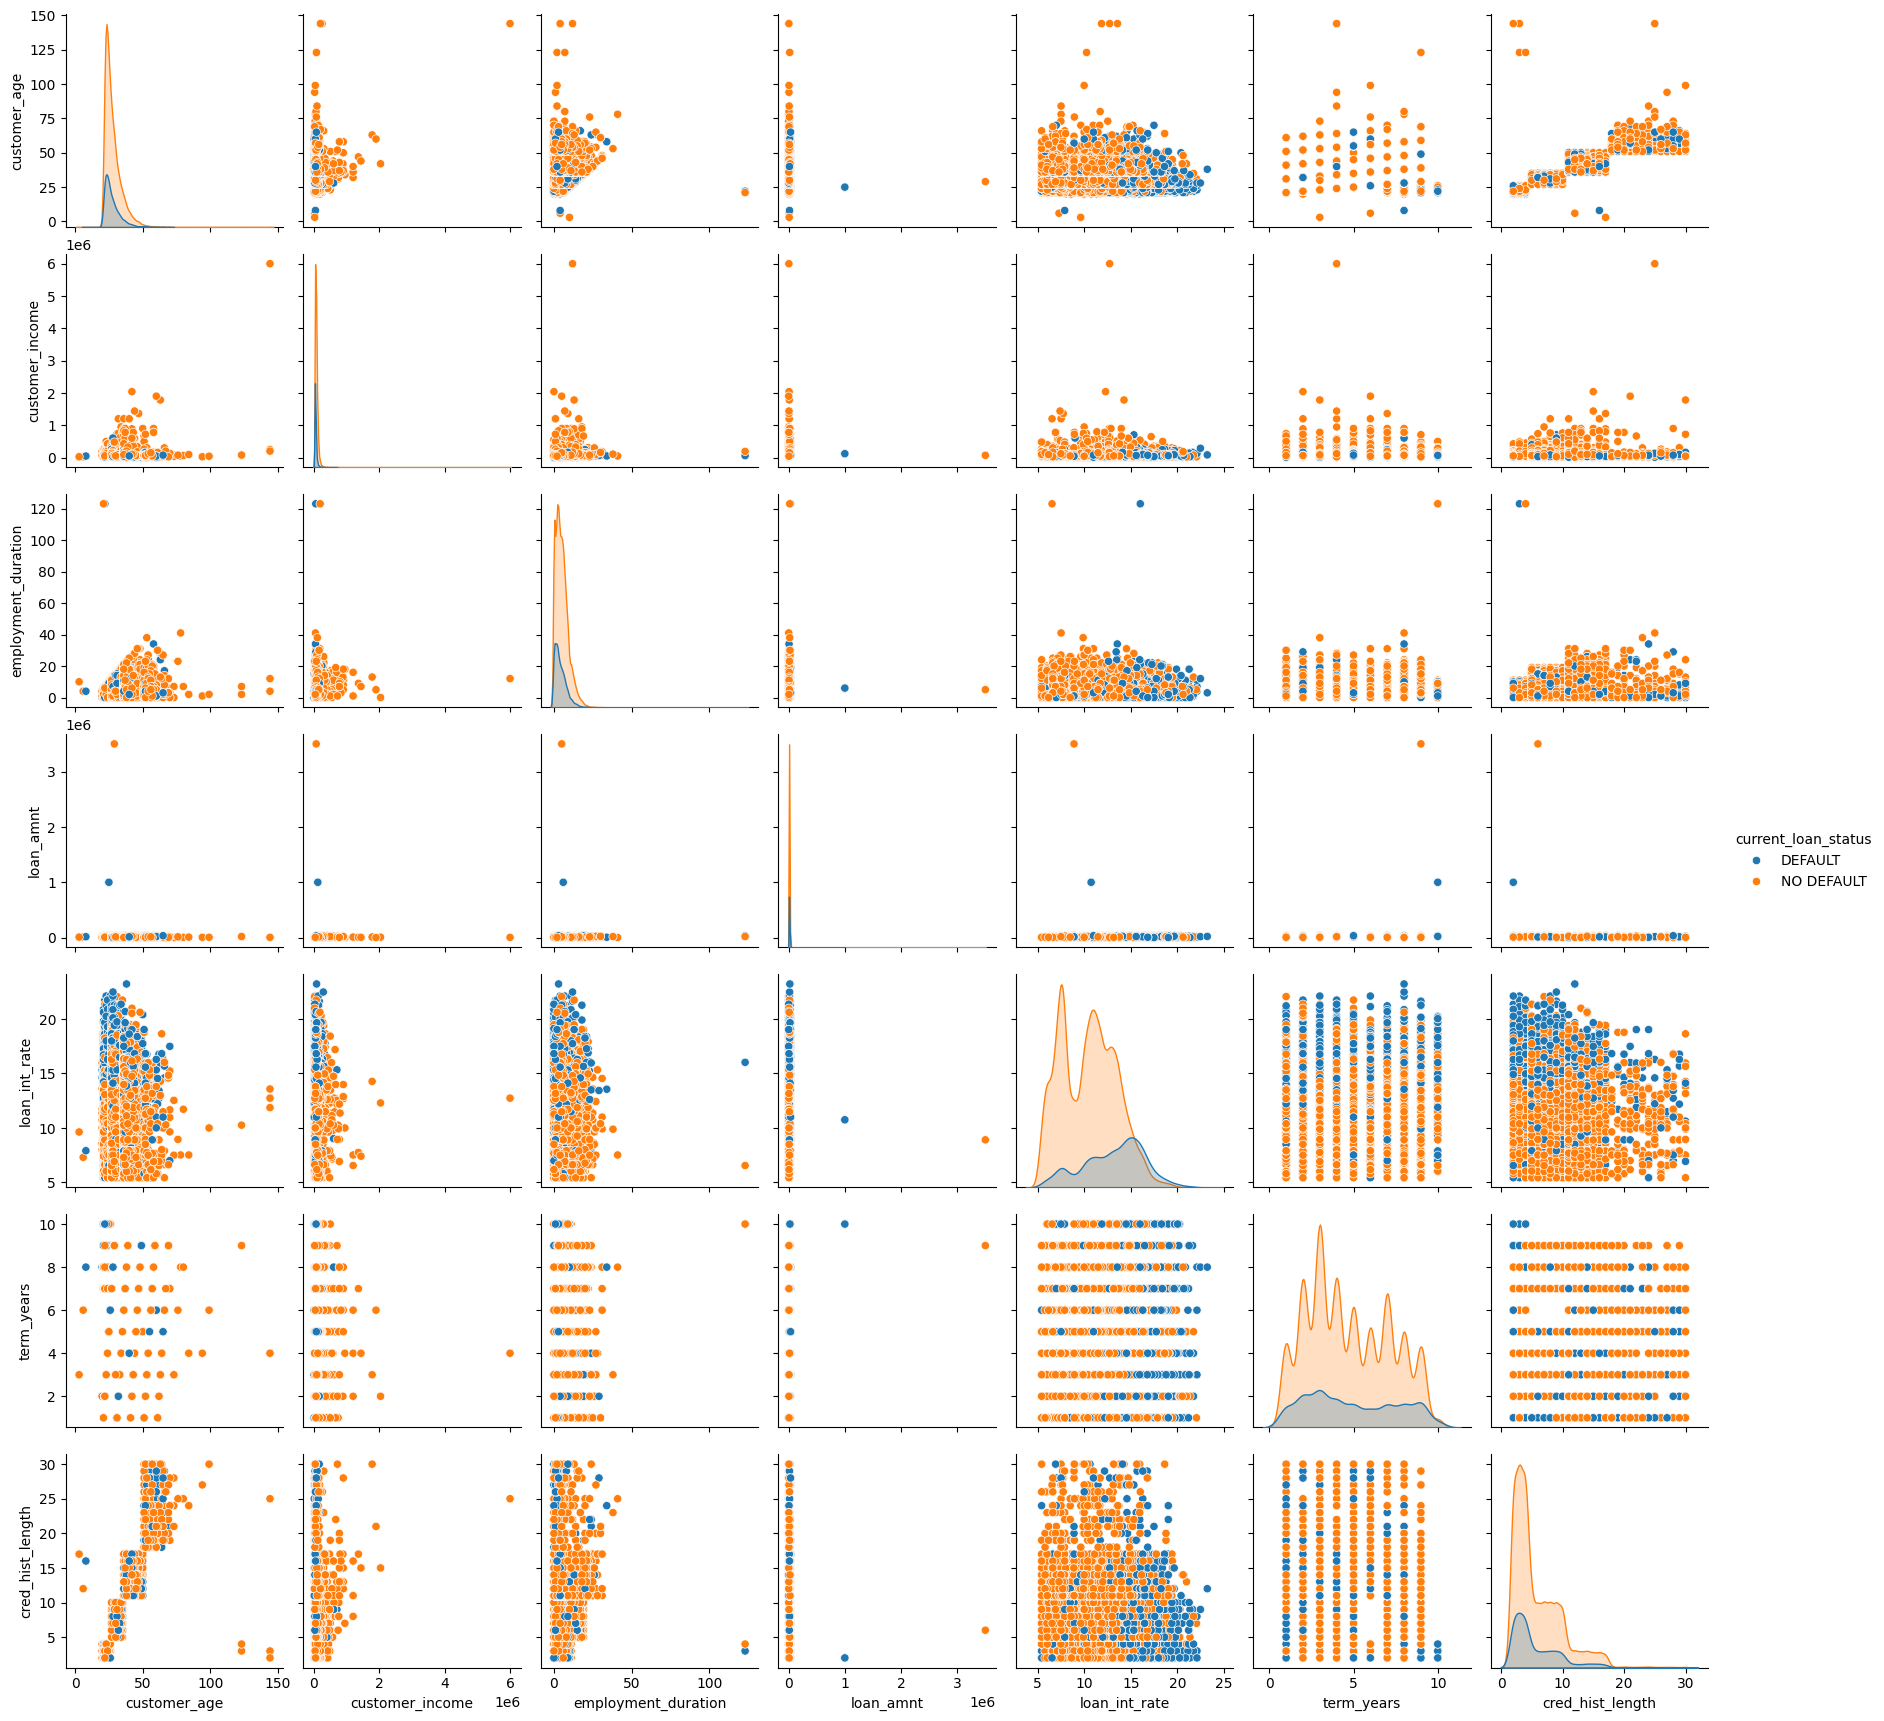 150
125
100
75
50
25
0
customer_age
1e6
6
5
4
3
2
1
0
customer_income
120
100
80
60
40
20
0
employment_duration
1e6
3
2
1
0
loan_amnt
current_loan_status
DEFAULT
NO DEFAULT
20
15
10
5
loan_int_rate
10
8
6
4
2
term_years
30
25
20
15
10
5
cred_hist_length
0 50 100 150 0 2 4 6 0 50 100 0 1 2 3 5 10 15 20 25 0 5 10 0 10 20 30
1e6 1e6
customer_age customer_income employment_duration loan_amnt loan_int_rate term_years cred_hist_length